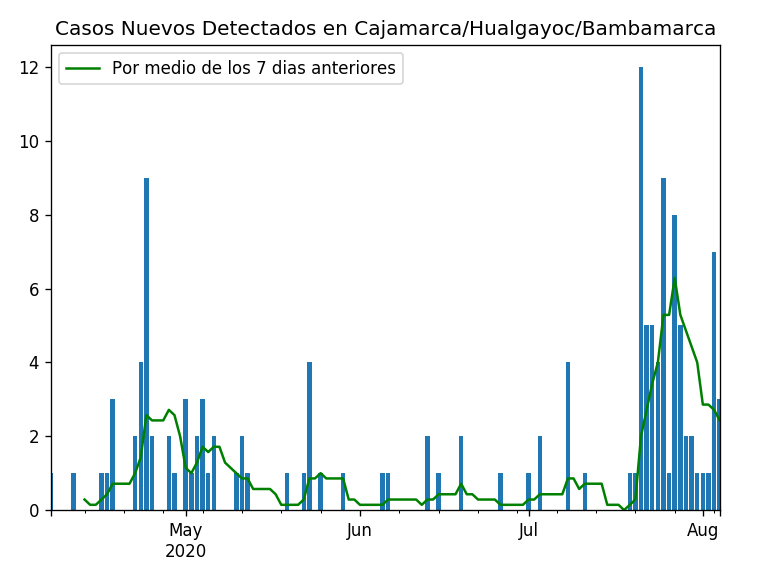 Casos Nuevos Detectados en Cajamarca/Hualgayoc/Bambamarca
Por medio de los 7 dias anteriores
12
10
8
6
4
2
0
May
2020
Jun
Jul
Aug